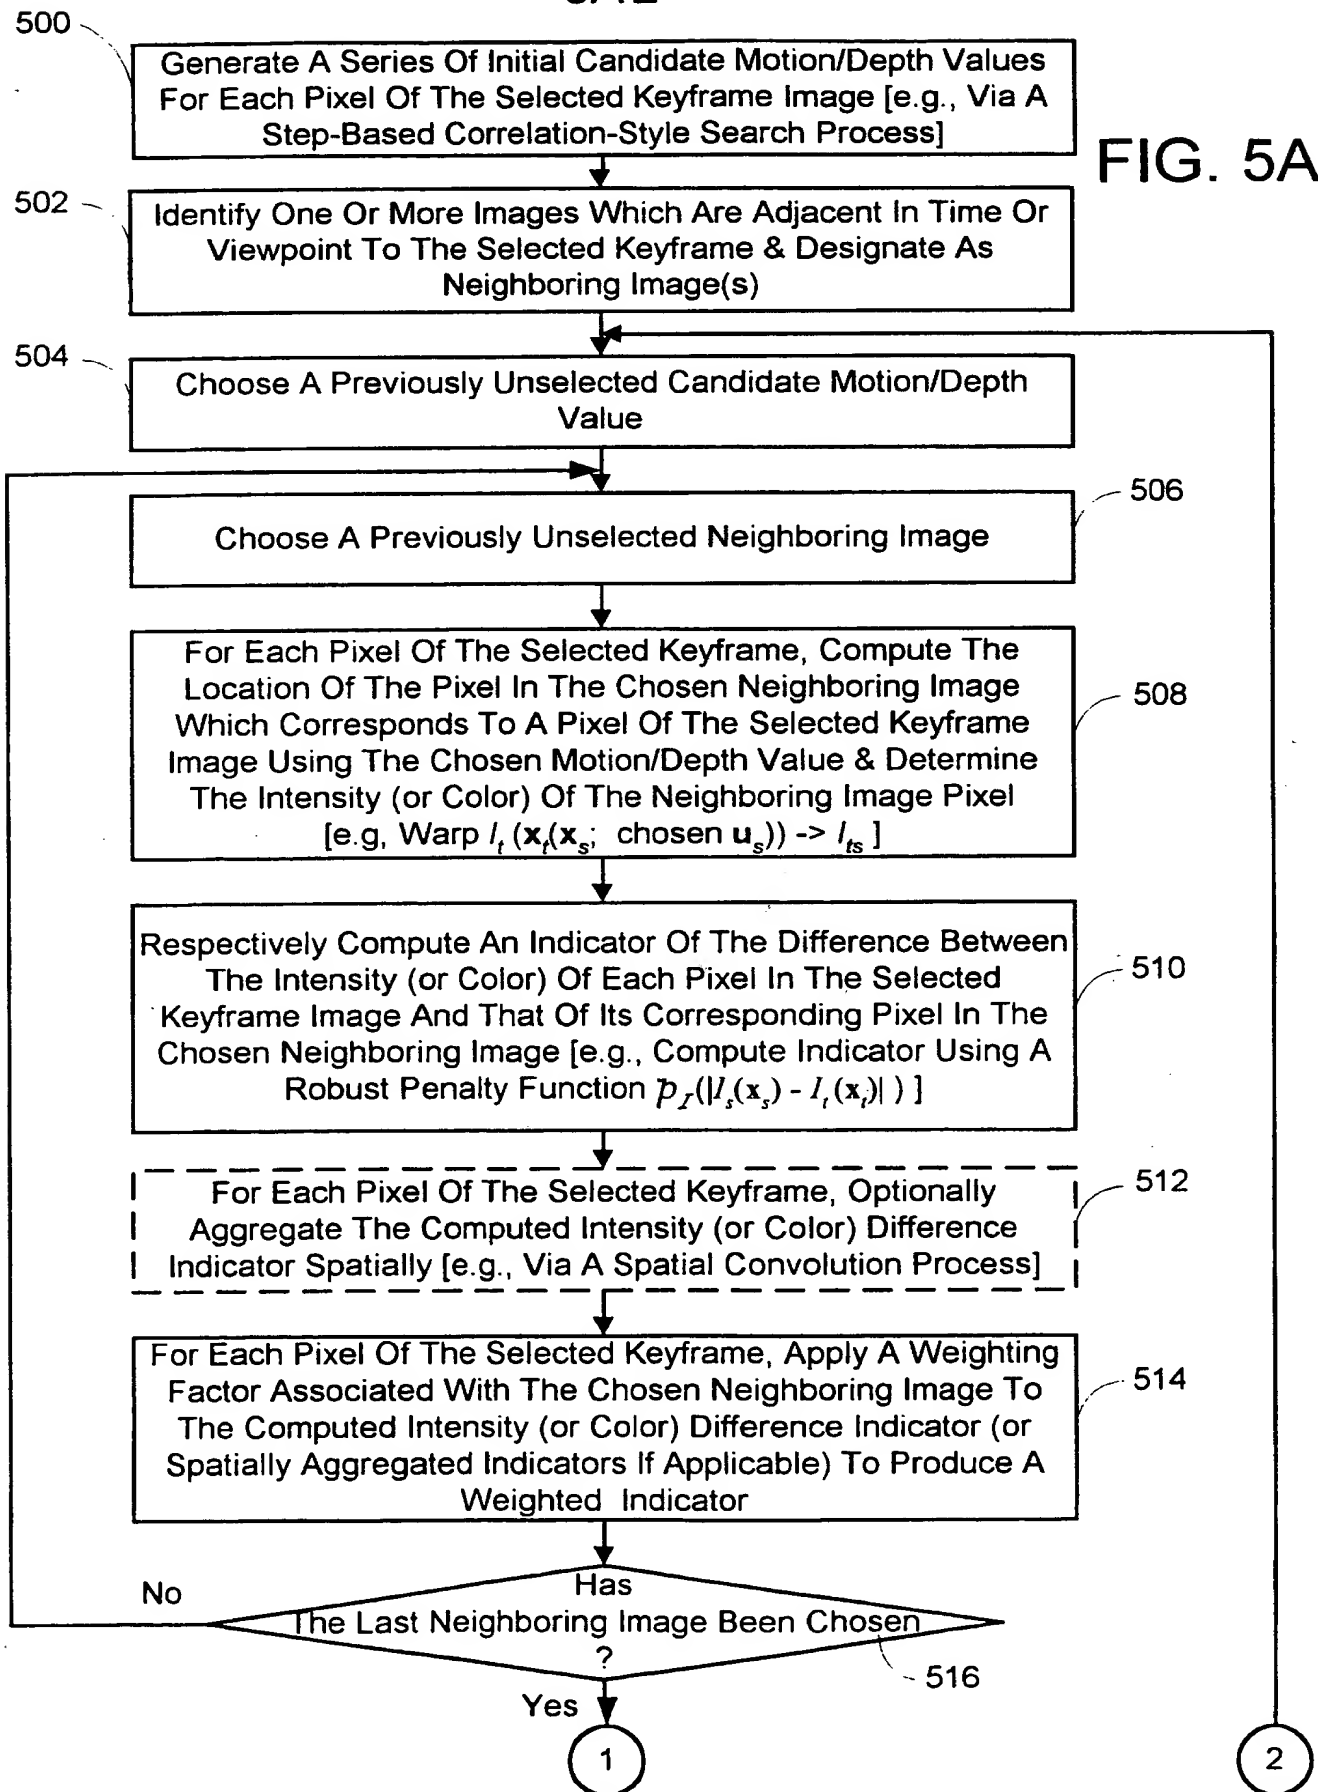 500
Generate A Series Of Initial Candidate Motion/Depth Values
For Each Pixel Of The Selected Keyframe Image [e.g., Via A
Step-Based Correlation-Style Search Process]
FIG. 5A
502
Identify One Or More Images Which Are Adjacent In Time Or
Viewpoint To The Selected Keyframe & Designate As
Neighboring Image(s)
504
Choose A Previously Unselected Candidate Motion/Depth
Value
506
Choose A Previously Unselected Neighboring Image
For Each Pixel Of The Selected Keyframe, Compute The
Location Of The Pixel In The Chosen Neighboring Image
Which Corresponds To A Pixel Of The Selected Keyframe
Image Using The Chosen Motion/Depth Value & Determine
The Intensity (or Color) Of The Neighboring Image Pixel
[e.g, Warp I_t (x_t(x_s; chosen u_s)) -> I_ts ]
508
Respectively Compute An Indicator Of The Difference Between
The Intensity (or Color) Of Each Pixel In The Selected
Keyframe Image And That Of Its Corresponding Pixel In The
Chosen Neighboring Image [e.g., Compute Indicator Using A
Robust Penalty Function p_I(|I_s(x_s) - I_t(x_t)| ) ]
510
For Each Pixel Of The Selected Keyframe, Optionally
Aggregate The Computed Intensity (or Color) Difference
Indicator Spatially [e.g., Via A Spatial Convolution Process]
512
For Each Pixel Of The Selected Keyframe, Apply A Weighting
Factor Associated With The Chosen Neighboring Image To
The Computed Intensity (or Color) Difference Indicator (or
Spatially Aggregated Indicators If Applicable) To Produce A
Weighted Indicator
514
No
Has
The Last Neighboring Image Been Chosen
?
516
Yes
1
2